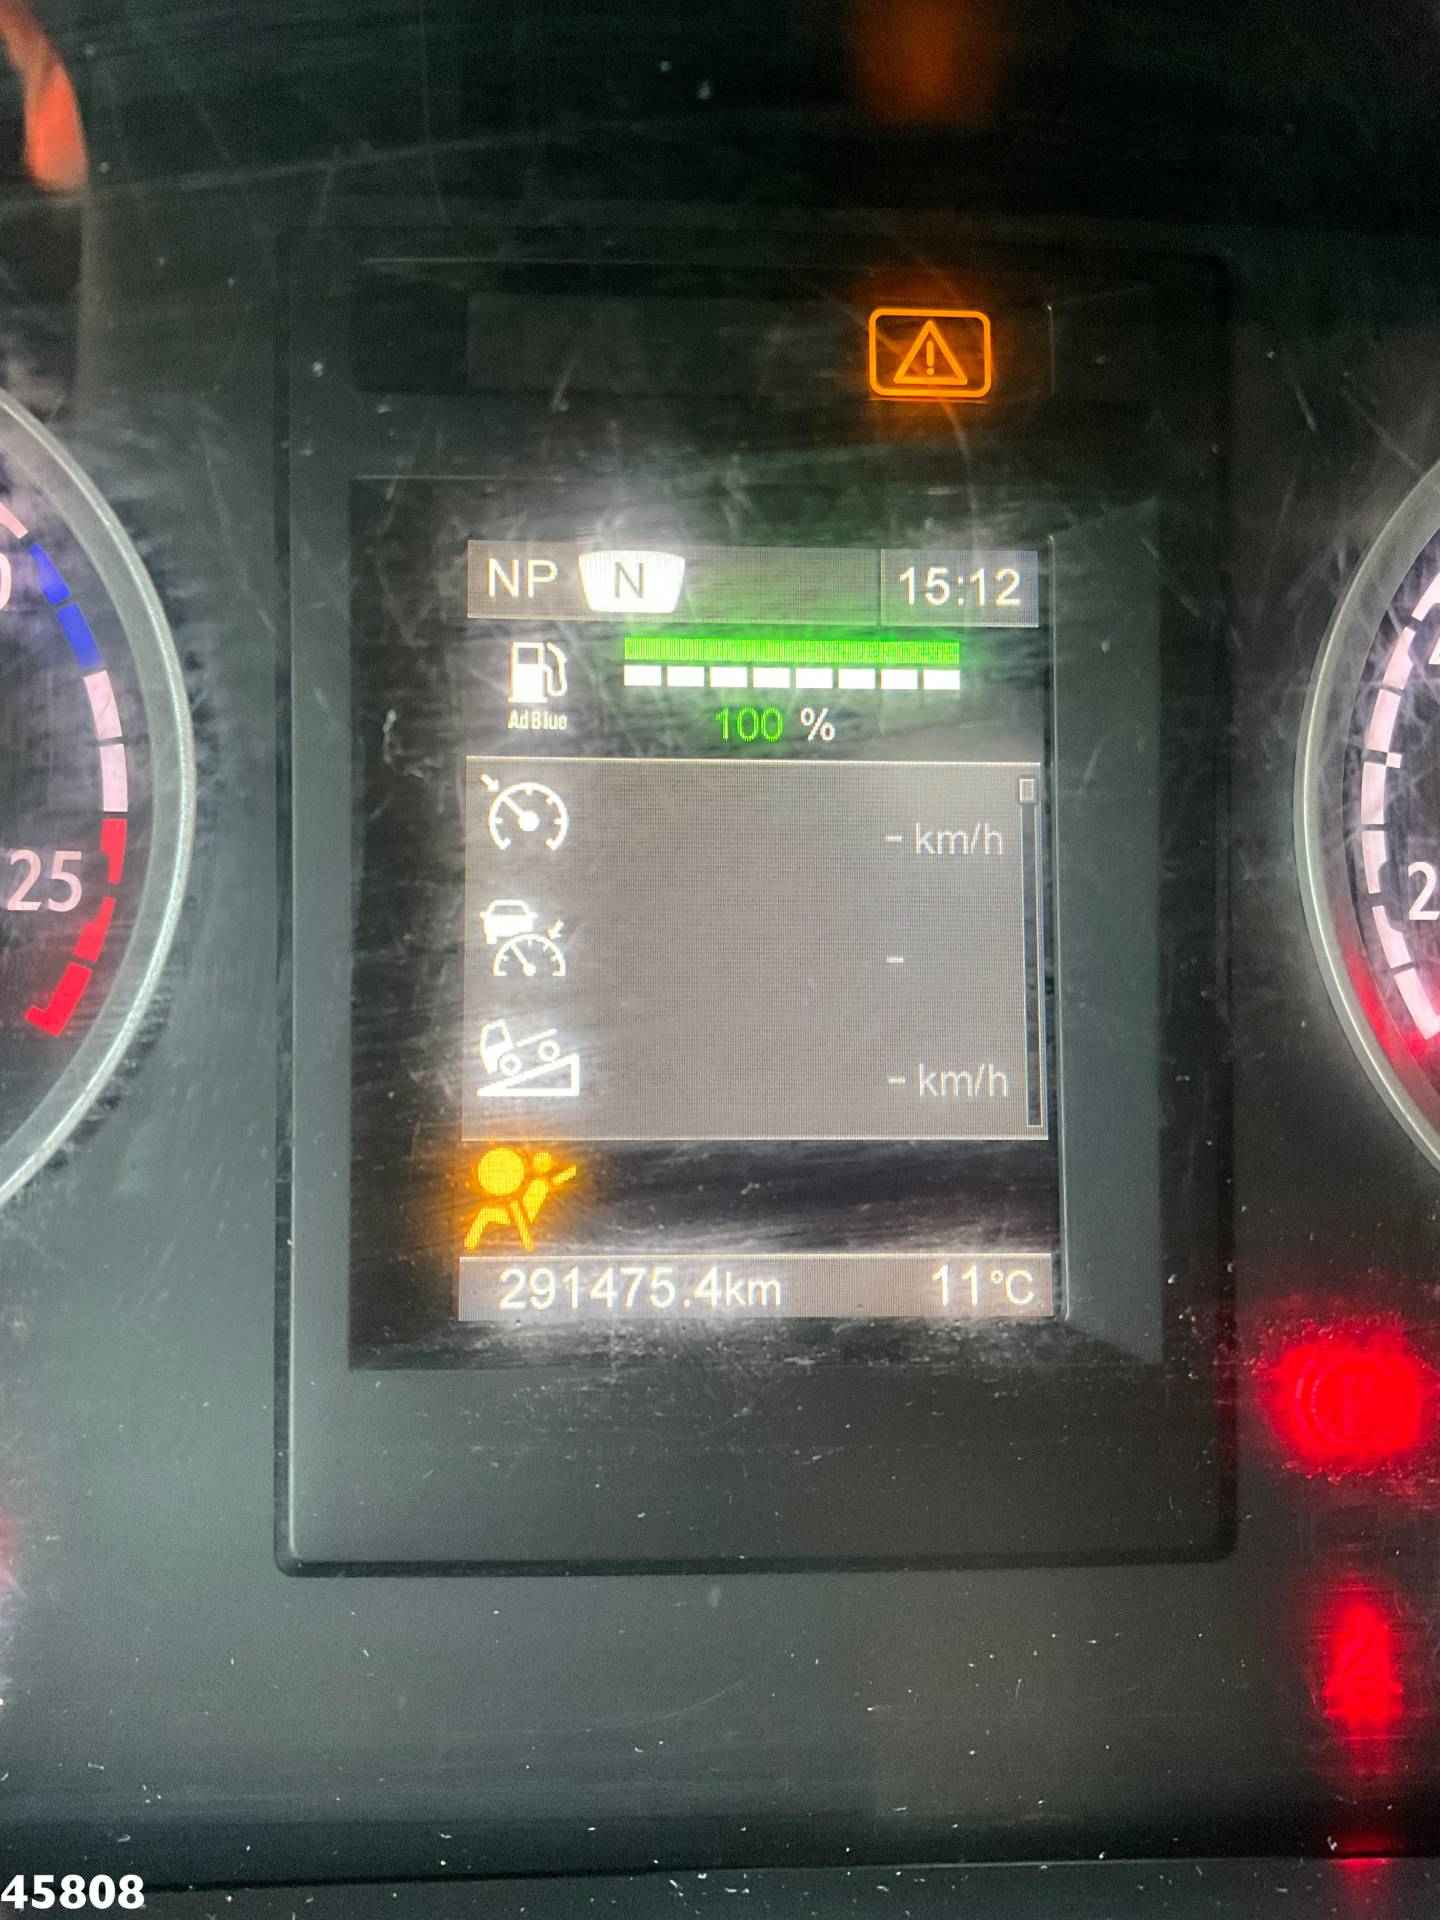 NP N 15:12
AdBlue
100 %
- km/h
25
-
- km/h
291475.4km 11°C
45808